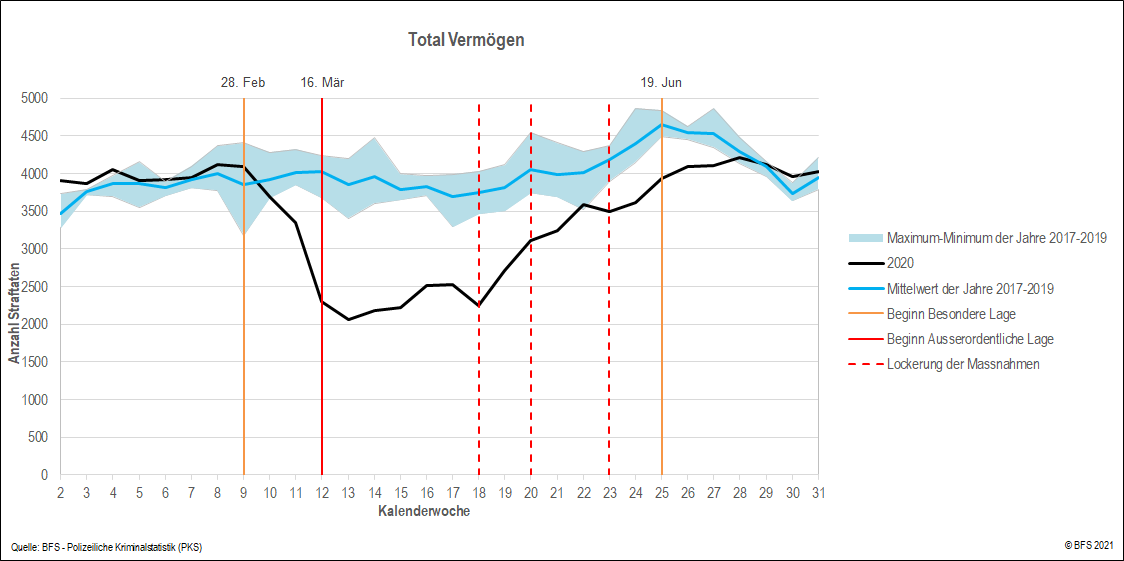 Total Vermögen
28. Feb
16. Mär
19. Jun
5000
4500
4000
3500
3000
2500
2000
1500
1000
500
0
Anzahl Straftaten
2 3 4 5 6 7 8 9 10 11 12 13 14 15 16 17 18 19 20 21 22 23 24 25 26 27 28 29 30 31
Kalenderwoche
Maximum-Minimum der Jahre 2017-2019
2020
Mittelwert der Jahre 2017-2019
Beginn Besondere Lage
Beginn Ausserordentliche Lage
Lockerung der Massnahmen
Quelle: BFS - Polizeiliche Kriminalstatistik (PKS)
© BFS 2021